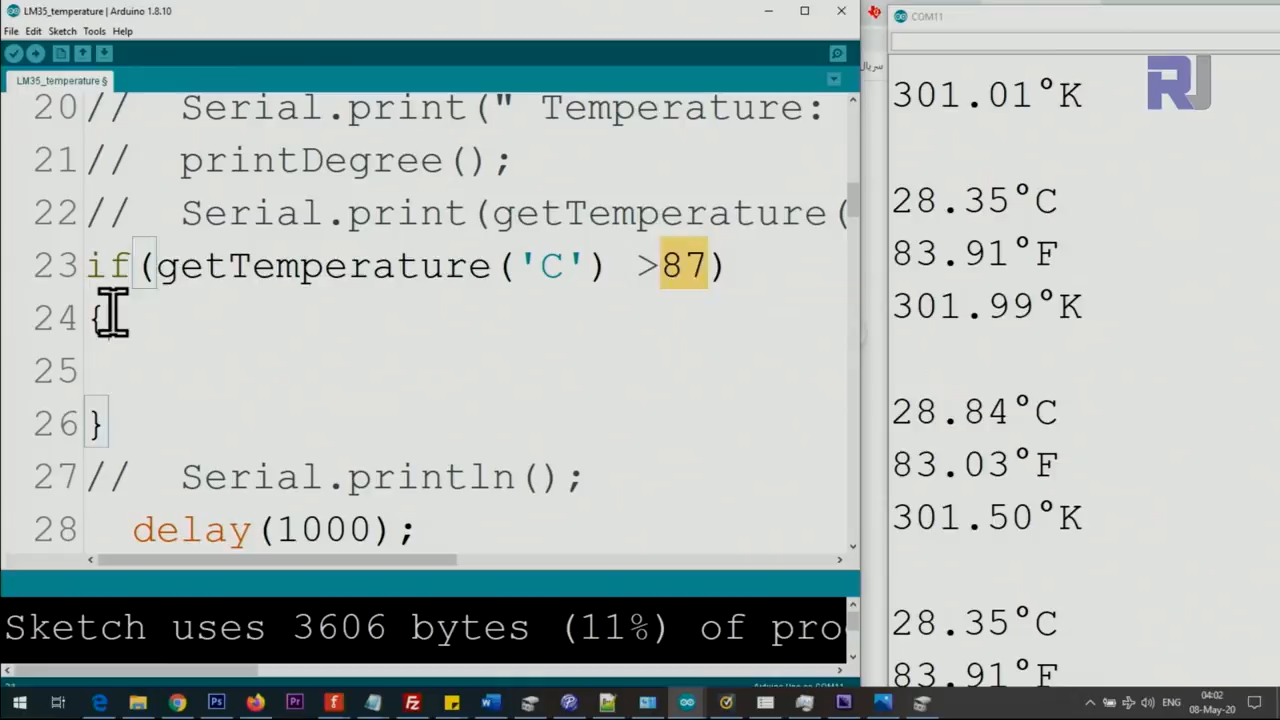 LM35_temperature | Arduino 1.8.10
File Edit Sketch Tools Help
LM35_temperature §
20 // Serial.print(" Temperature:
21 // printDegree();
22 // Serial.print(getTemperature(
23 if(getTemperature('C') >87)
24 {
25
26 }
27 // Serial.println();
28 delay(1000);
Sketch uses 3606 bytes (11%) of pro
COM11
سریال
RJ
301.01°K
28.35°C
83.91°F
301.99°K
28.84°C
83.03°F
301.50°K
28.35°C
83.91°F
ENG
04:02
08-May-20